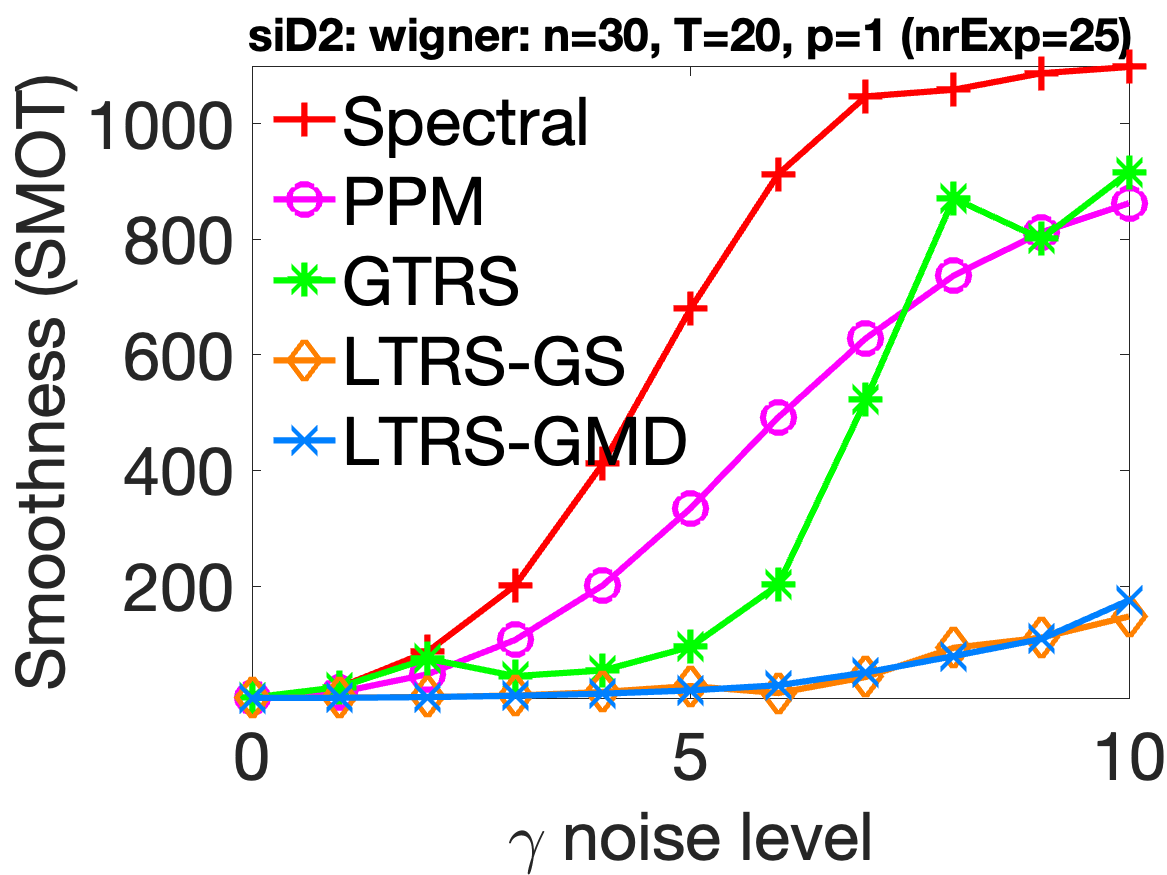 siD2: wigner: n=30, T=20, p=1 (nrExp=25)
Smoothness (SMOT)
1000
800
600
400
200
Spectral
PPM
GTRS
LTRS-GS
LTRS-GMD
0
5
10
γ noise level